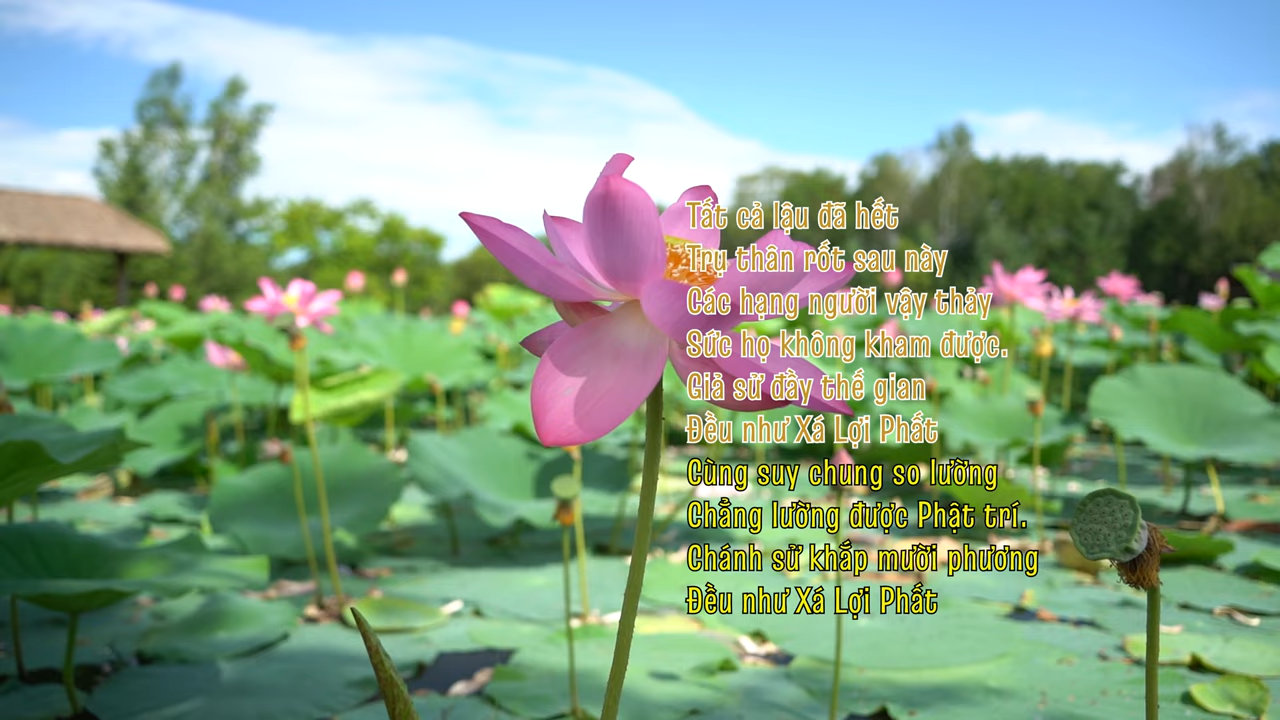 Tất cả lậu đã hết
Trụ thân rốt sau này
Các hạng người vậy thảy
Sức họ không kham được.
Giả sử đầy thế gian
Đều như Xá Lợi Phất
Cùng suy chung so lường
Chẳng lường được Phật trí.
Chánh sử khắp mười phương
Đều như Xá Lợi Phất